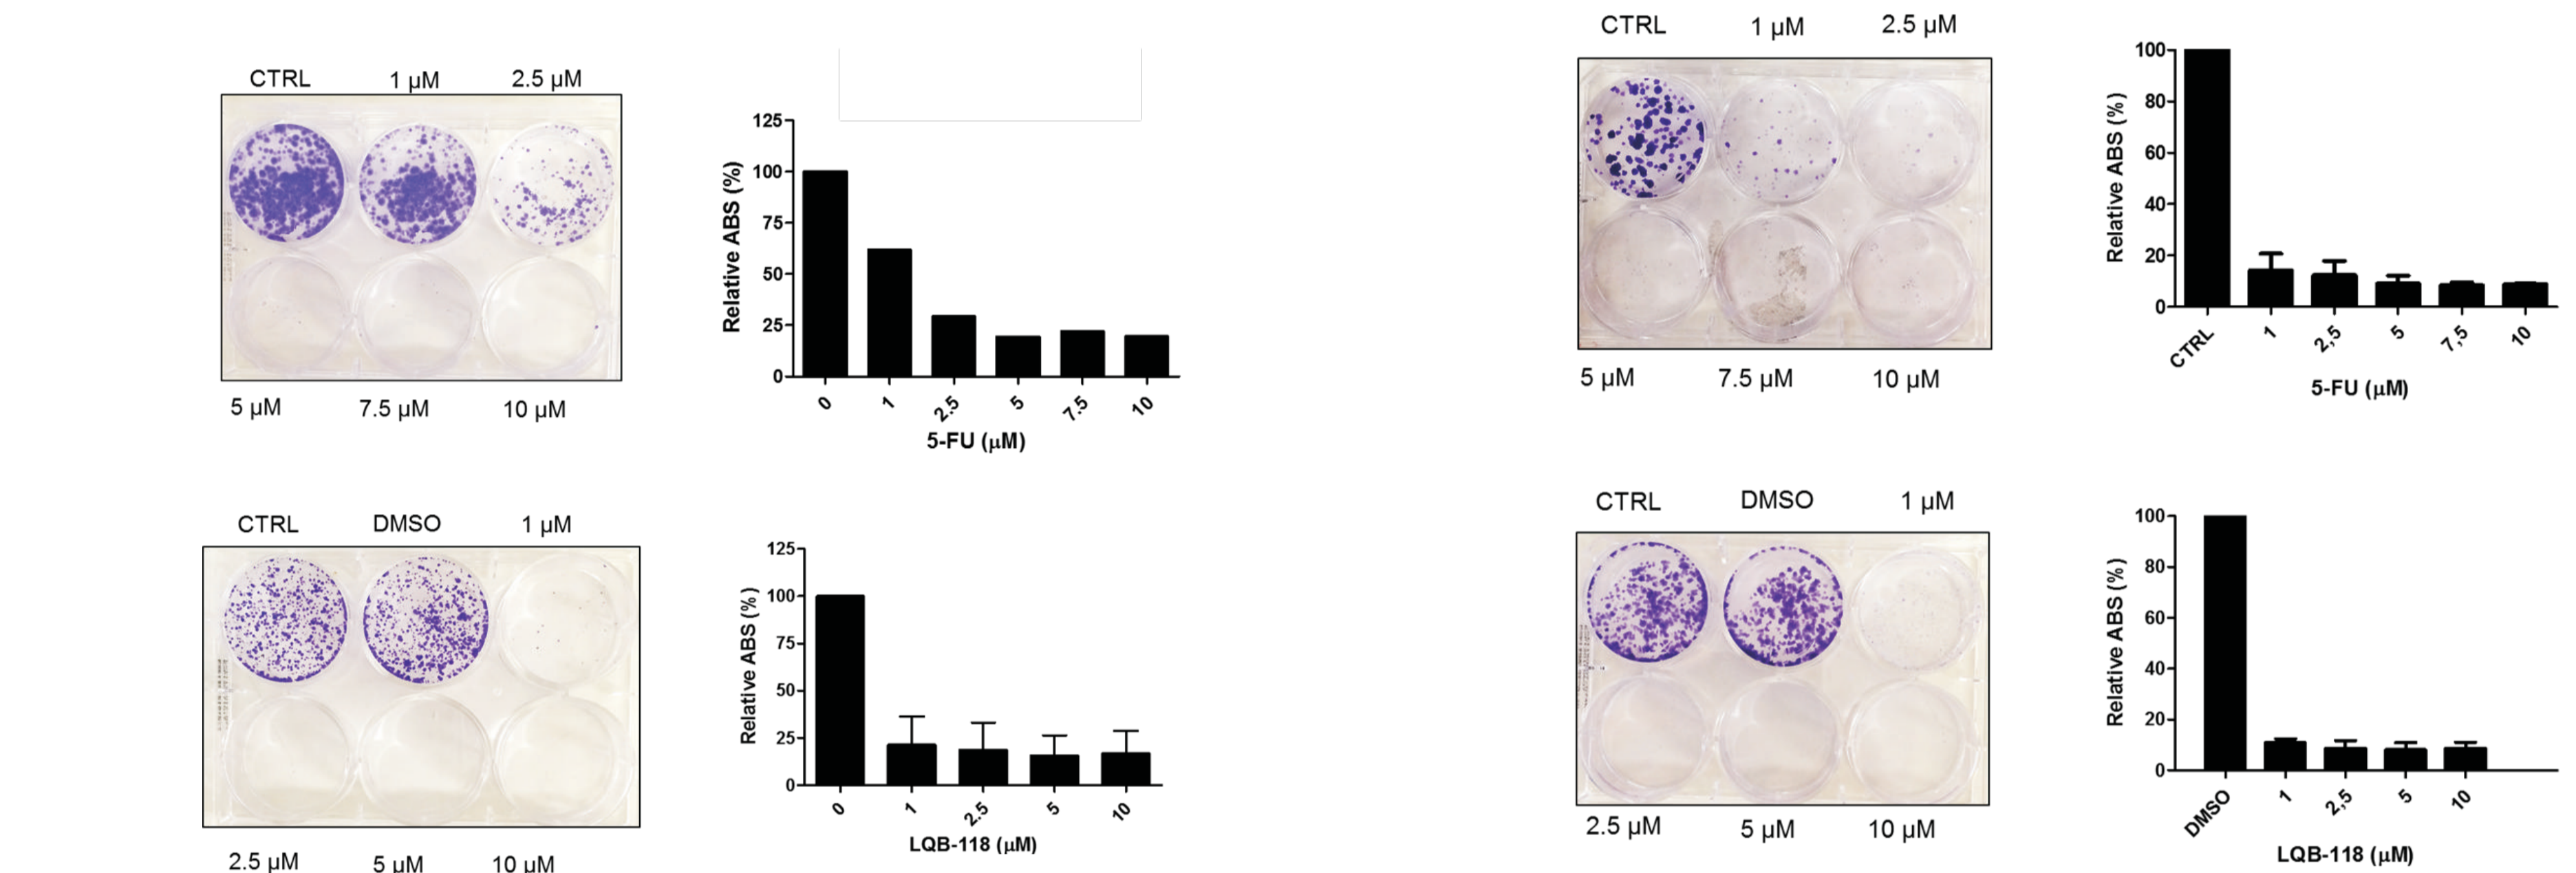 CTRL 1 µM 2.5 µM
5 µM 7.5 µM 10 µM
Relative ABS (%)
125
100
75
50
25
0
0 1 2.5 5 7.5 10
5-FU (µM)
CTRL 1 µM 2.5 µM
5 µM 7.5 µM 10 µM
Relative ABS (%)
100
80
60
40
20
0
CTRL 1 2,5 5 7,5 10
5-FU (µM)
CTRL DMSO 1 µM
2.5 µM 5 µM 10 µM
Relative ABS (%)
125
100
75
50
25
0
0 1 2.5 5 10
LQB-118 (µM)
CTRL DMSO 1 µM
2.5 µM 5 µM 10 µM
Relative ABS (%)
100
80
60
40
20
0
DMSO 1 2,5 5 10
LQB-118 (µM)